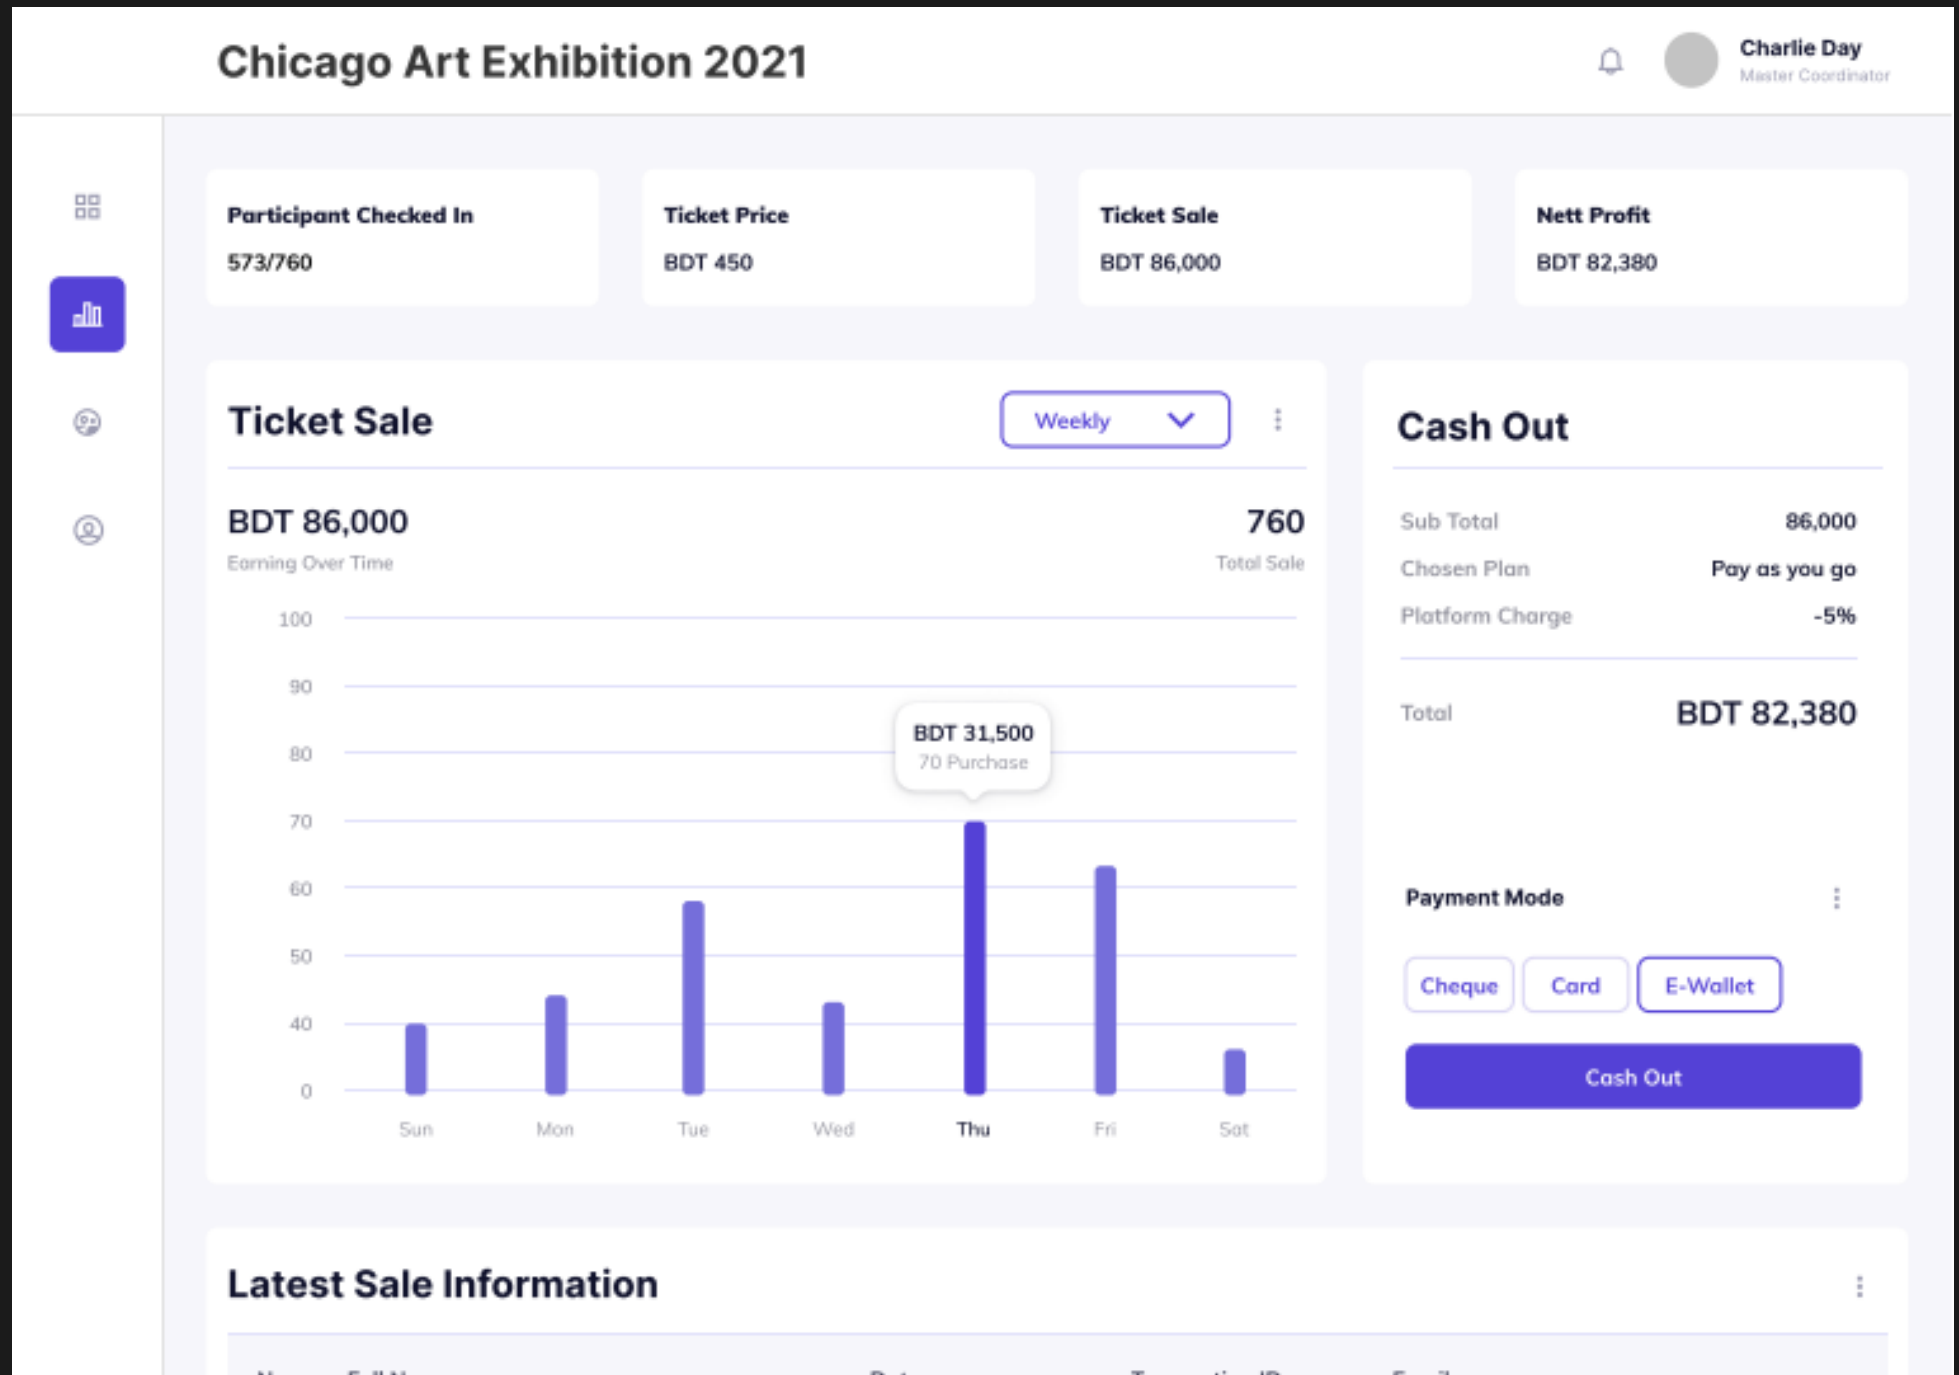 Chicago Art Exhibition 2021
Charlie Day
Master Coordinator
Participant Checked In
573/760
Ticket Price
BDT 450
Ticket Sale
BDT 86,000
Nett Profit
BDT 82,380
Ticket Sale
Weekly
BDT 86,000
Earning Over Time
760
Total Sale
100
90
80
70
60
50
40
0
BDT 31,500
70 Purchase
Sun
Mon
Tue
Wed
Thu
Fri
Sat
Cash Out
Sub Total 86,000
Chosen Plan Pay as you go
Platform Charge -5%
Total BDT 82,380
Payment Mode
Cheque
Card
E-Wallet
Cash Out
Latest Sale Information